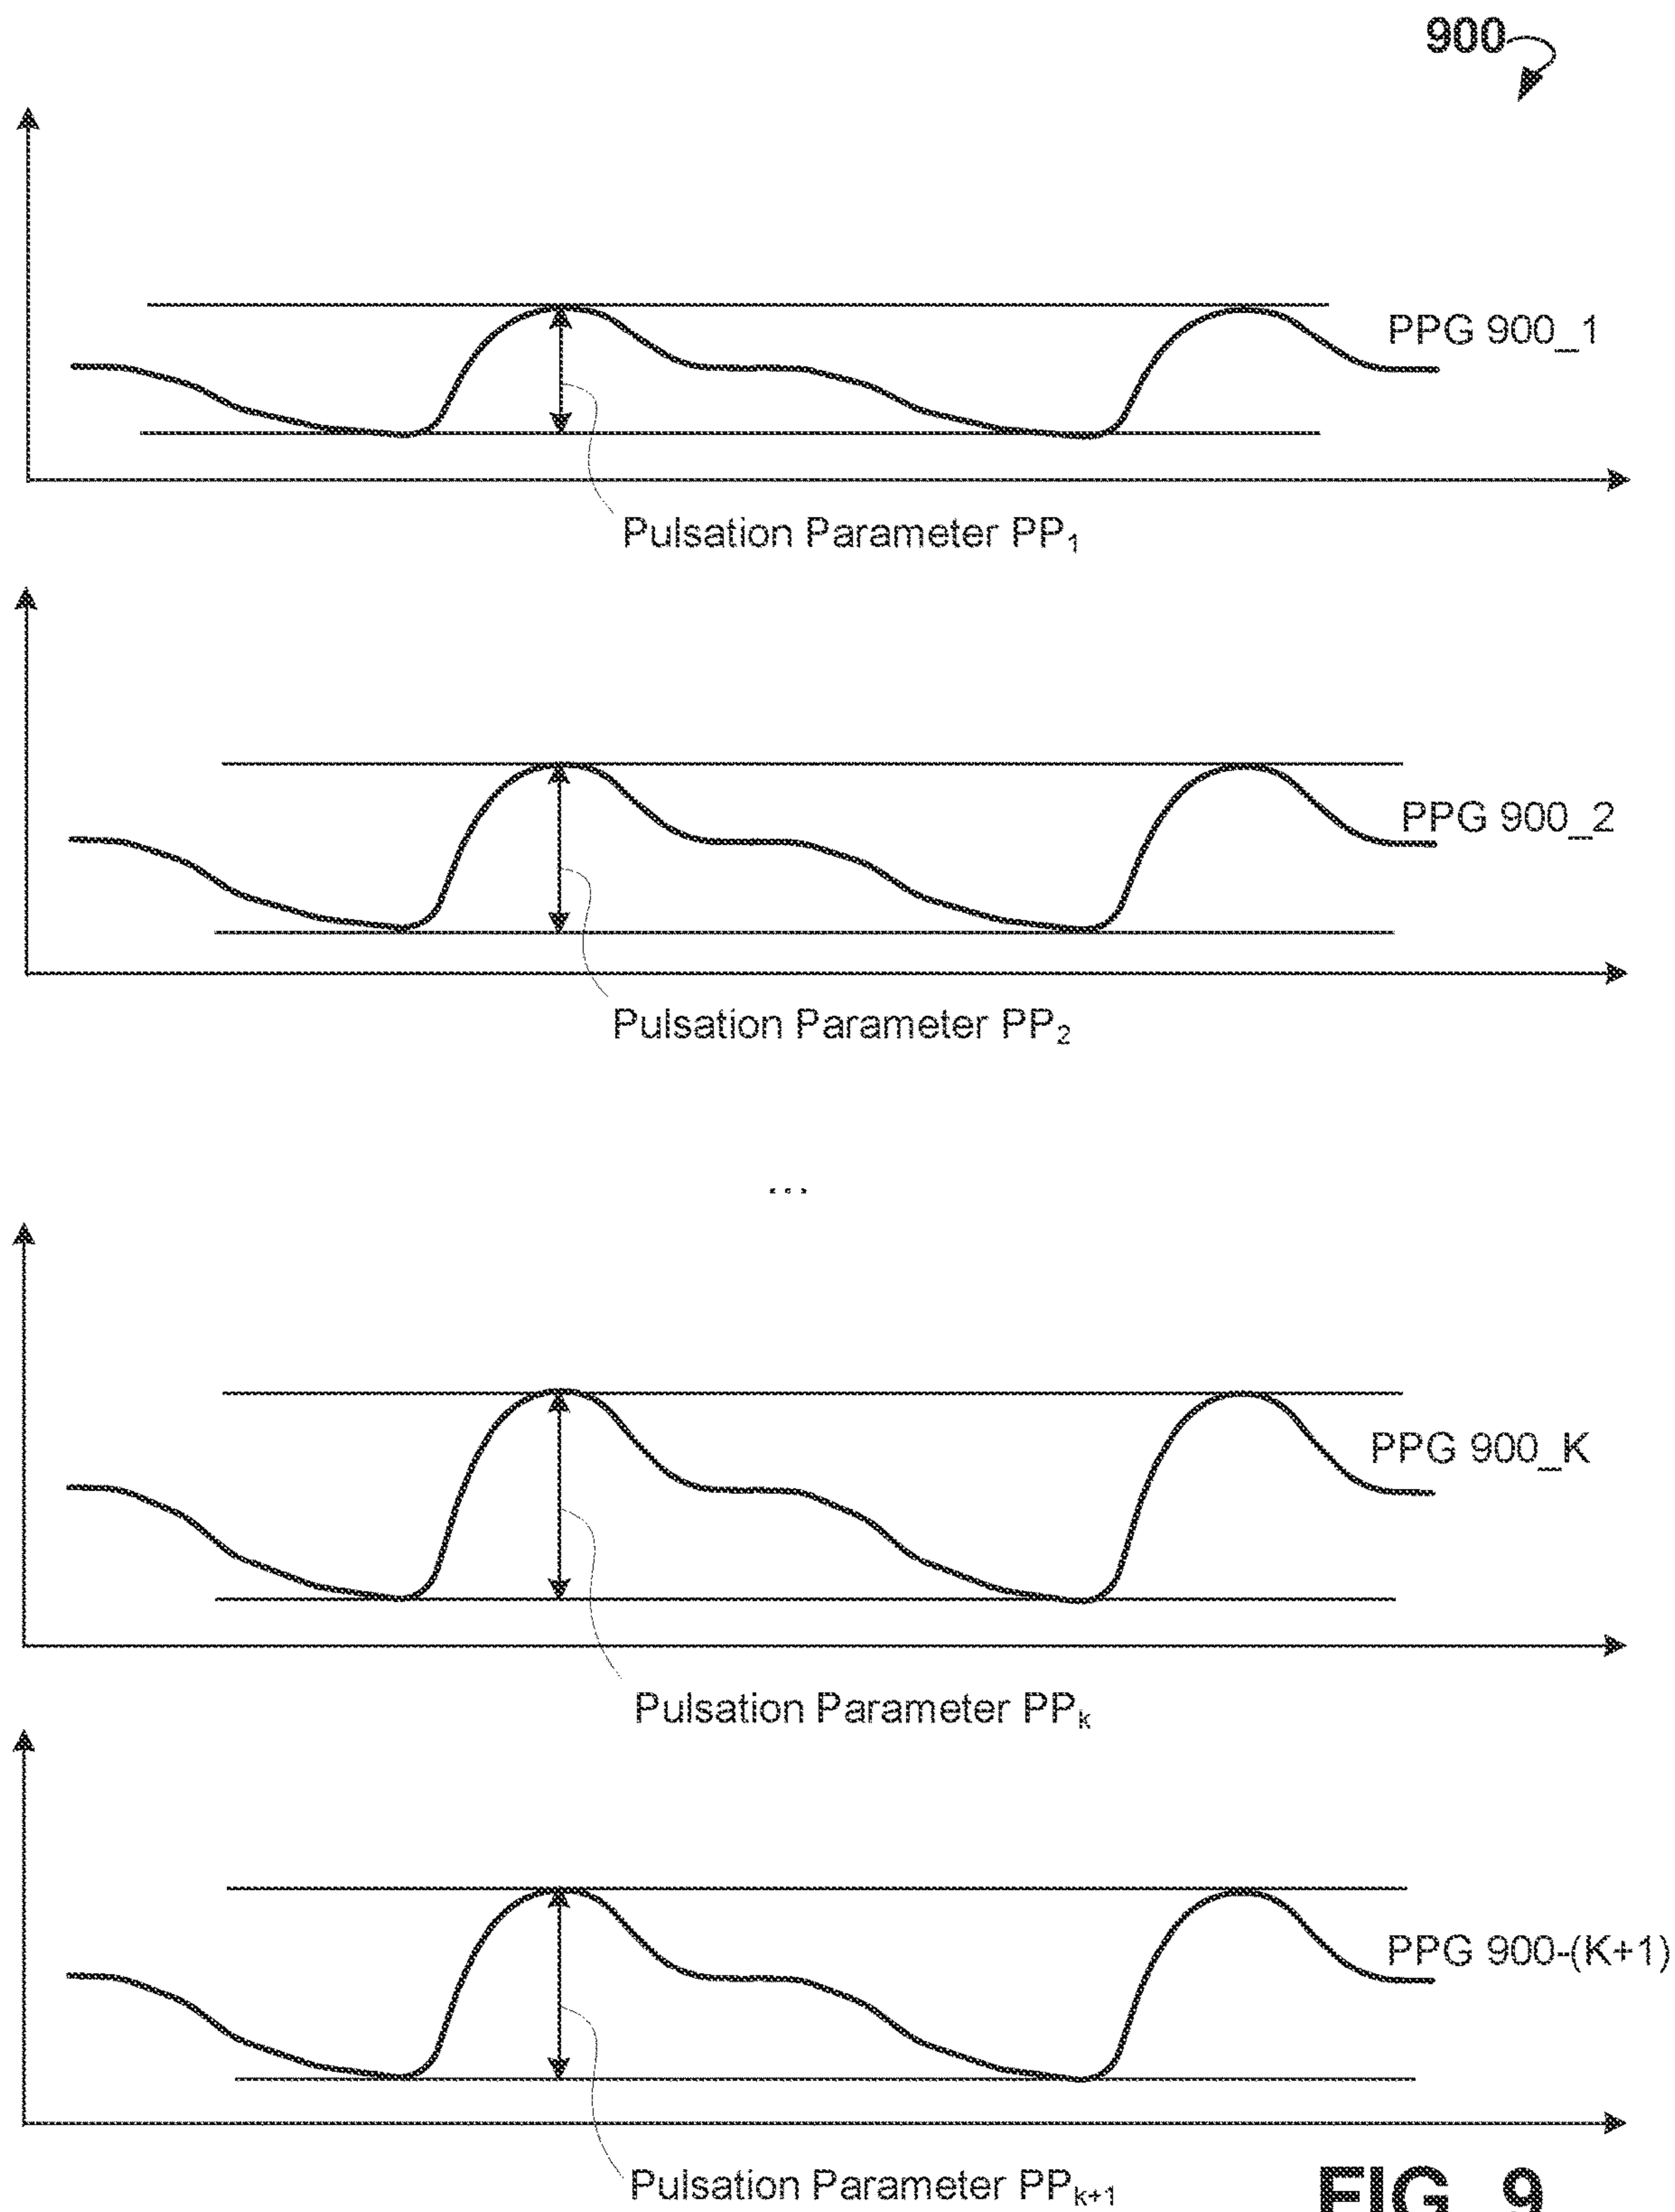 900
PPG 900_1
Pulsation Parameter PP₁
PPG 900_2
Pulsation Parameter PP₂
...
PPG 900_K
Pulsation Parameter PPₖ
PPG 900-(K+1)
Pulsation Parameter PPₖ₊₁
FIG. 9